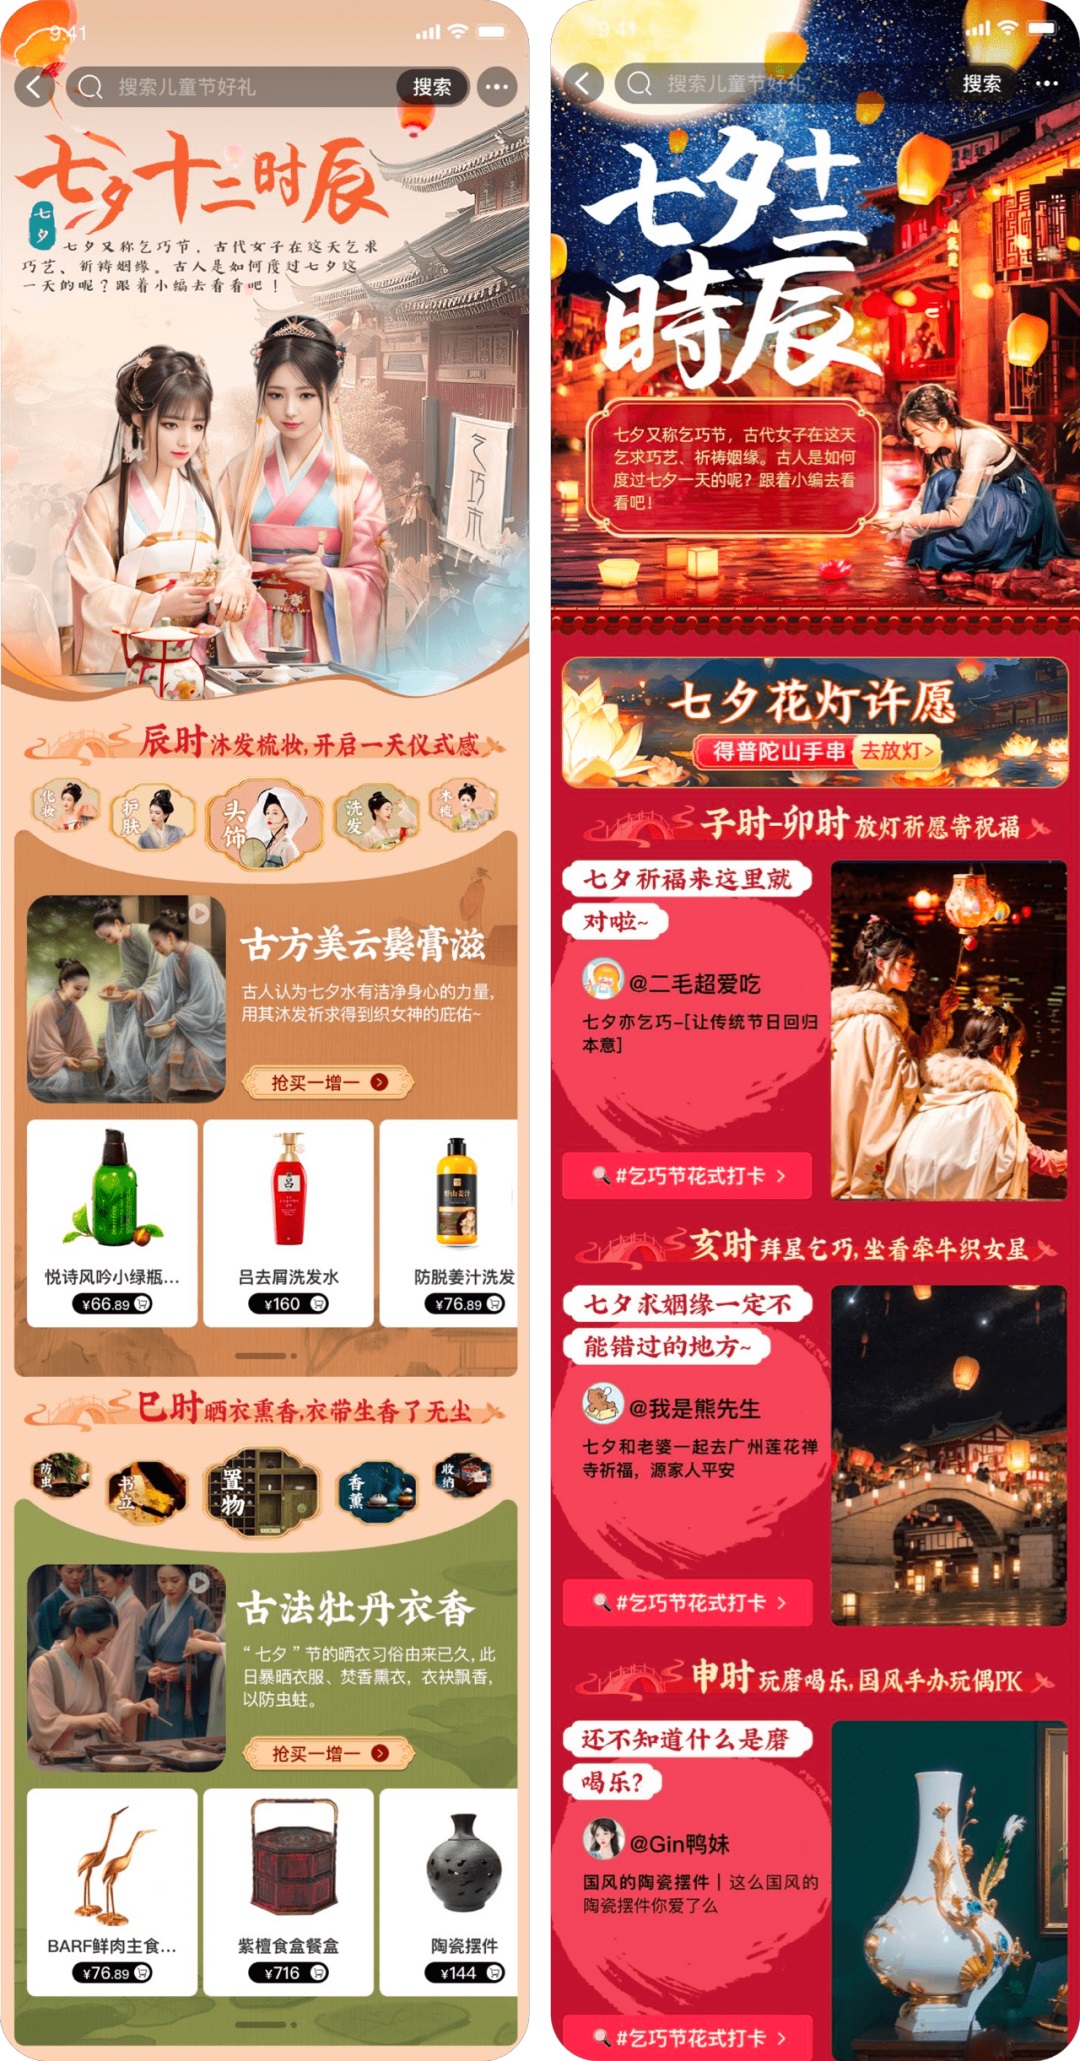 9:41
搜索儿童节好礼
搜索
七夕十二时辰
七夕
七夕又称乞巧节，古代女子在这天乞求
巧艺、祈祷姻缘。古人是如何度过七夕这
一天的呢？跟着小编去看看吧！
乞巧市
辰时 沐发梳妆,开启一天仪式感
化妆
护肤
头饰
洗发
木梳
古方美云鬓膏滋
古人认为七夕水有洁净身心的力量,
用其沐发祈求得到织女神的庇佑~
抢买一增一
悦诗风吟小绿瓶...
¥66.89
吕去屑洗发水
¥160
防脱姜汁洗发
¥76.89
巳时 晒衣熏香,衣带生香了无尘
防虫
书立
置物
香薰
收纳
古法牡丹衣香
“七夕”节的晒衣习俗由来已久, 此
日暴晒衣服、焚香熏衣，衣袂飘香,
以防虫蛀。
抢买一增一
BARF鲜肉主食...
¥76.89
紫檀食盒餐盒
¥716
陶瓷摆件
¥144
9:41
搜索儿童节好礼
搜索
七夕十二
時辰
七夕又称乞巧节，古代女子在这天
乞求巧艺、祈祷姻缘。古人是如何
度过七夕一天的呢？跟着小编去看
看吧！
七夕花灯许愿
得普陀山手串 去放灯>
子时-卯时 放灯祈愿寄祝福
七夕祈福来这里就
对啦~
@二毛超爱吃
七夕亦乞巧-[让传统节日回归
本意]
#乞巧节花式打卡 >
亥时 拜星乞巧,坐看牵牛织女星
七夕求姻缘一定不
能错过的地方~
@我是熊先生
七夕和老婆一起去广州莲花禅
寺祈福，源家人平安
#乞巧节花式打卡 >
申时 玩磨喝乐,国风手办玩偶PK
还不知道什么是磨
喝乐？
@Gin鸭妹
国风的陶瓷摆件 | 这么国风的
陶瓷摆件你爱了么
#乞巧节花式打卡 >